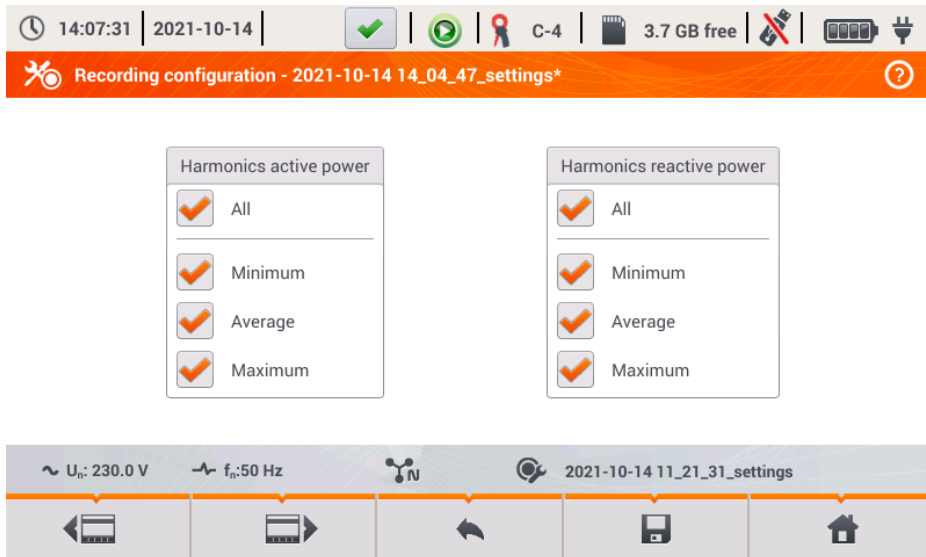 14:07:31 2021-10-14 C-4 3.7 GB free
Recording configuration - 2021-10-14 14_04_47_settings* ?
Harmonics active power Harmonics reactive power
All All
Minimum Minimum
Average Average
Maximum Maximum
Uₙ: 230.0 V fₙ:50 Hz N 2021-10-14 11_21_31_settings